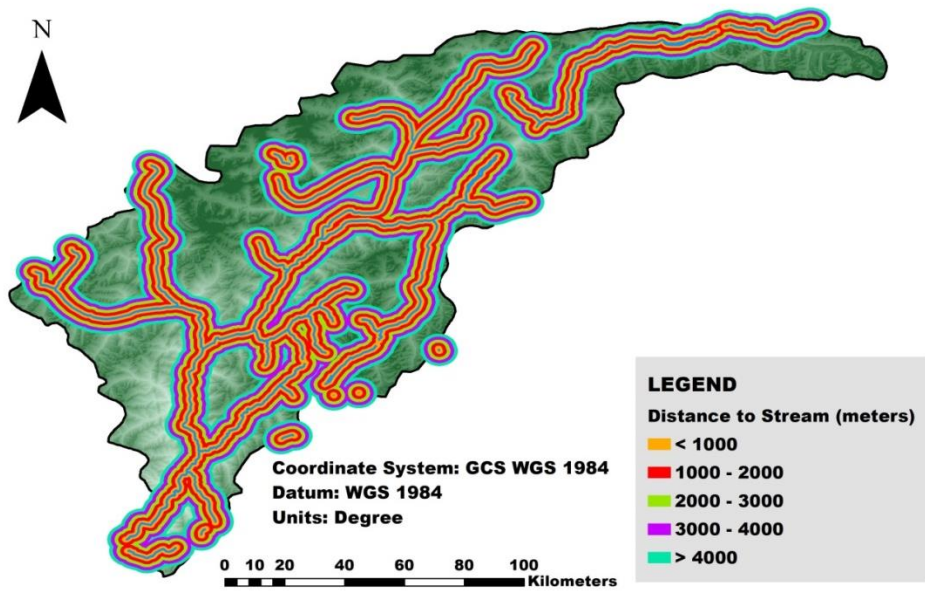 N
Coordinate System: GCS WGS 1984
Datum: WGS 1984
Units: Degree
0 10 20 40 60 80 100
Kilometers
LEGEND
Distance to Stream (meters)
< 1000
1000 - 2000
2000 - 3000
3000 - 4000
> 4000